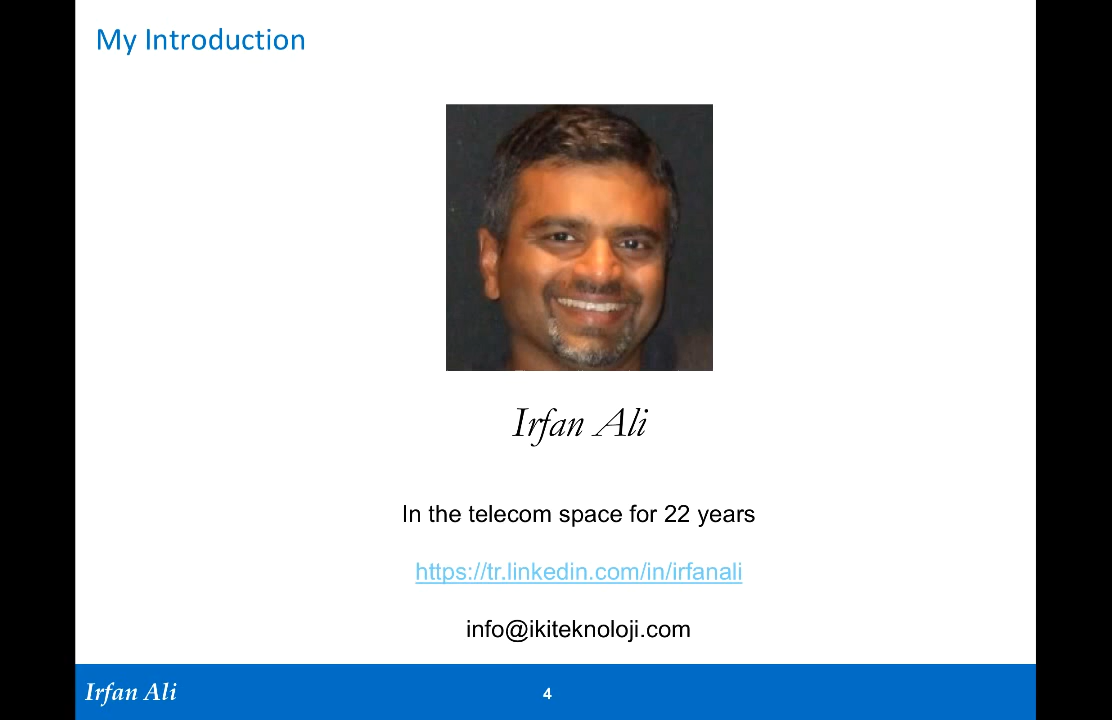 My Introduction
Irfan Ali
In the telecom space for 22 years
https://tr.linkedin.com/in/irfanali
info@ikiteknoloji.com
Irfan Ali
4